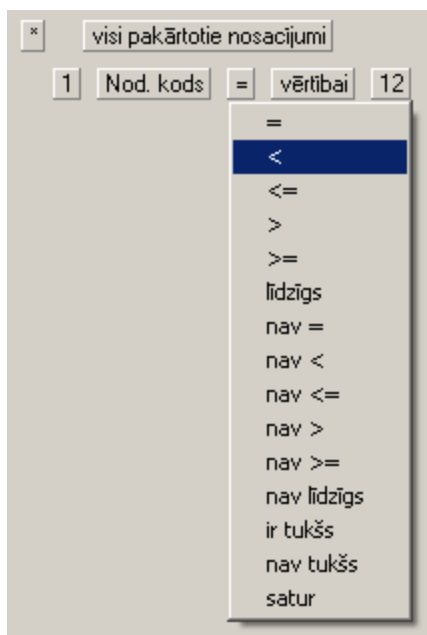 * visi pakārtotie nosacījumi
1 Nod. kods = vērtībai 12
=
<
<=
>
>=
līdzīgs
nav =
nav <
nav <=
nav >
nav >=
nav līdzīgs
ir tukšs
nav tukšs
satur